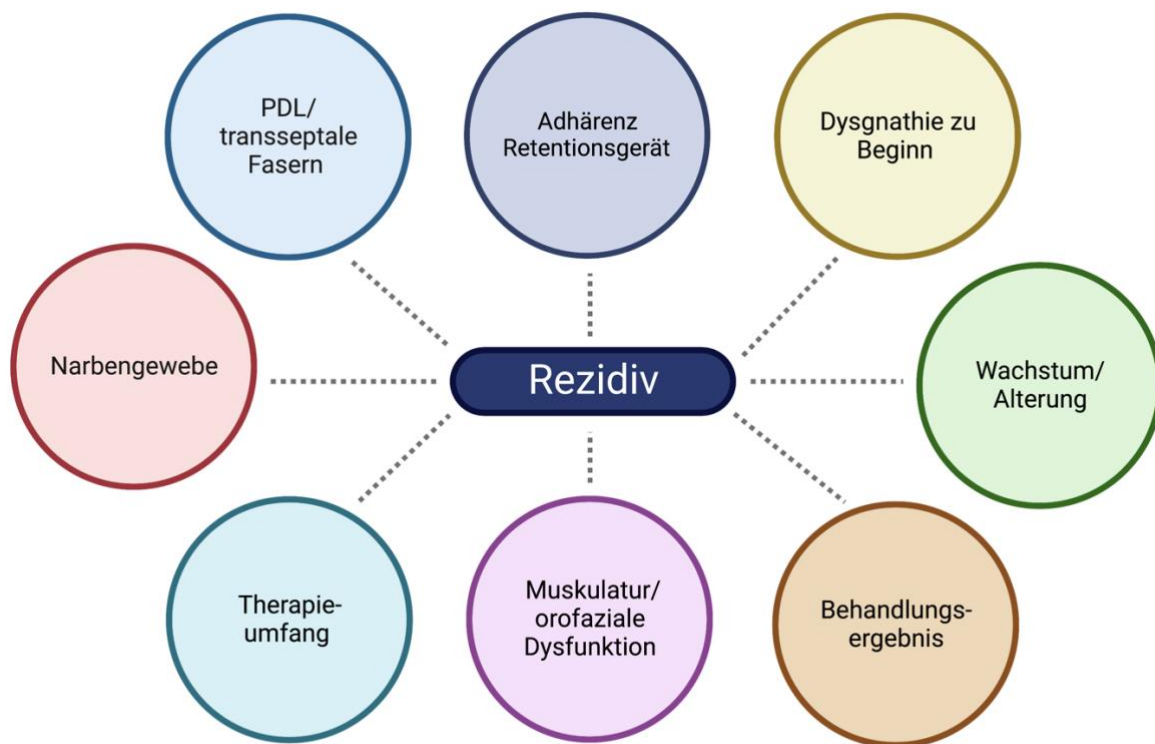 PDL/
transseptale
Fasern
Adhärenz
Retentionsgerät
Dysgnathie zu
Beginn
Narbengewebe
Rezidiv
Wachstum/
Alterung
Therapie-
umfang
Muskulatur/
orofaziale
Dysfunktion
Behandlungs-
ergebnis